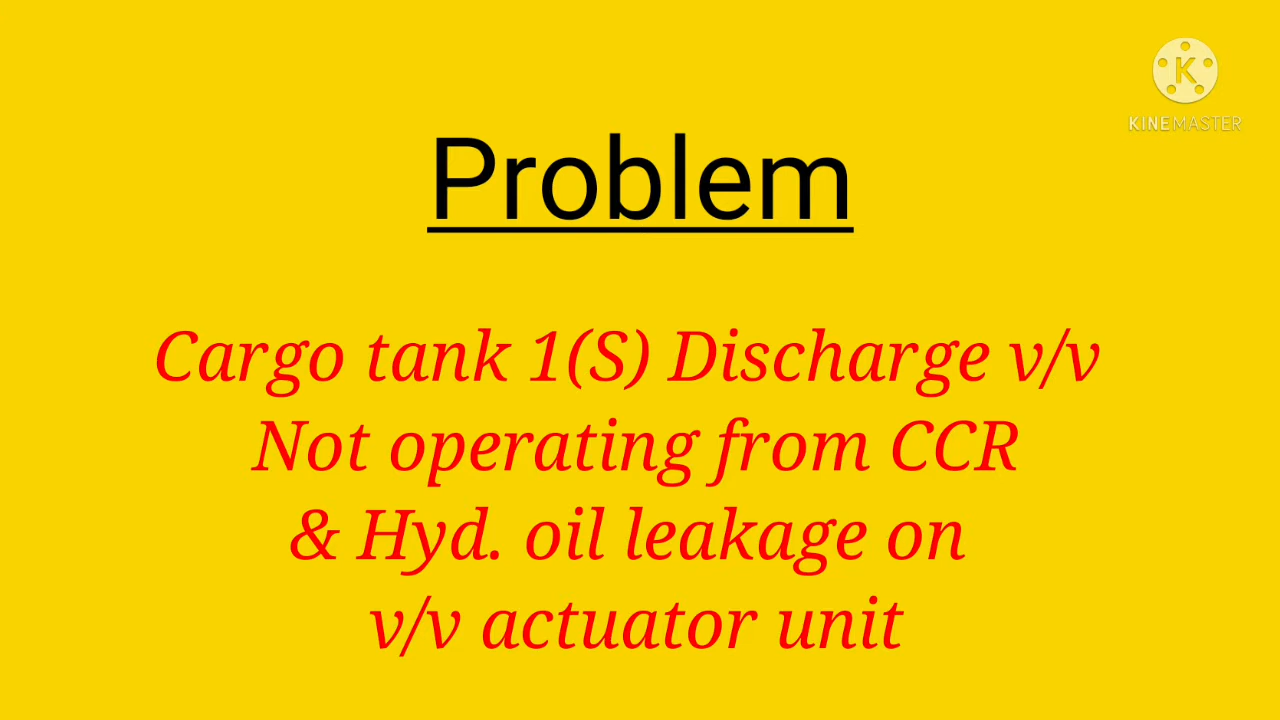 KINEMASTER
Problem
Cargo tank 1(S) Discharge v/v
Not operating from CCR
& Hyd. oil leakage on
v/v actuator unit